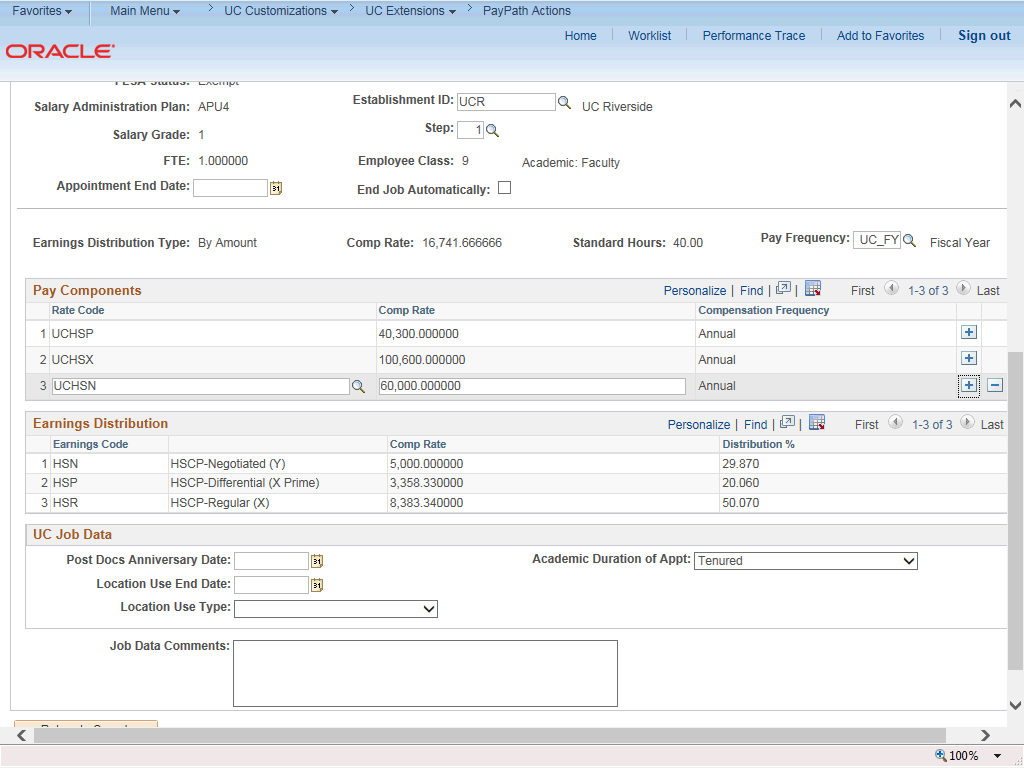 Favorites Main Menu > UC Customizations > UC Extensions > PayPath Actions
Home Worklist Performance Trace Add to Favorites Sign out
ORACLE®
Exempt
Salary Administration Plan: APU4 Establishment ID: UCR UC Riverside
Salary Grade: 1 Step: 1
FTE: 1.000000 Employee Class: 9 Academic: Faculty
Appointment End Date: 31 End Job Automatically:
Earnings Distribution Type: By Amount Comp Rate: 16,741.666666 Standard Hours: 40.00 Pay Frequency: UC_FY Fiscal Year
Pay Components Personalize | Find | | First 1-3 of 3 Last
Rate Code Comp Rate Compensation Frequency
1 UCHSP 40,300.000000 Annual
2 UCHSX 100,600.000000 Annual
3 UCHSN 60,000.000000 Annual
Earnings Distribution Personalize | Find | | First 1-3 of 3 Last
Earnings Code Comp Rate Distribution %
1 HSN HSCP-Negotiated (Y) 5,000.000000 29.870
2 HSP HSCP-Differential (X Prime) 3,358.330000 20.060
3 HSR HSCP-Regular (X) 8,383.340000 50.070
UC Job Data
Post Docs Anniversary Date: 31 Academic Duration of Appt: Tenured
Location Use End Date: 31
Location Use Type:
Job Data Comments:
100%